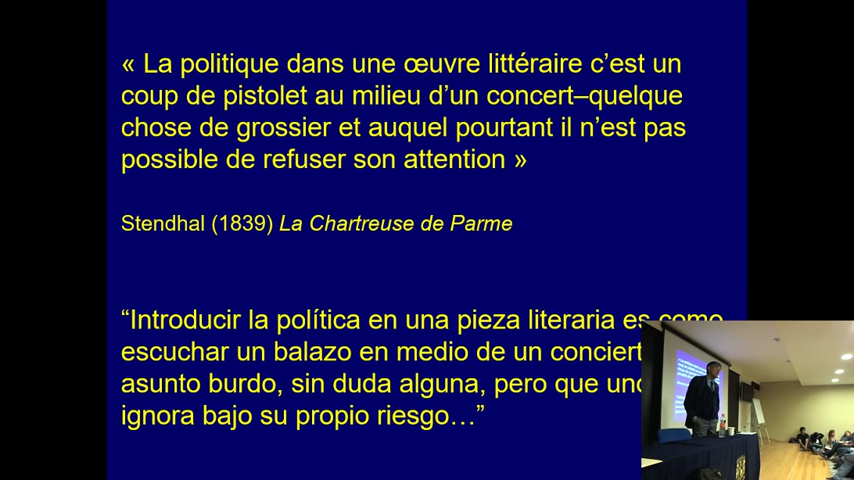 « La politique dans une œuvre littéraire c’est un
coup de pistolet au milieu d’un concert–quelque
chose de grossier et auquel pourtant il n’est pas
possible de refuser son attention »
Stendhal (1839) La Chartreuse de Parme
“Introducir la política en una pieza literaria es como
escuchar un balazo en medio de un conciert
asunto burdo, sin duda alguna, pero que uno
ignora bajo su propio riesgo…”